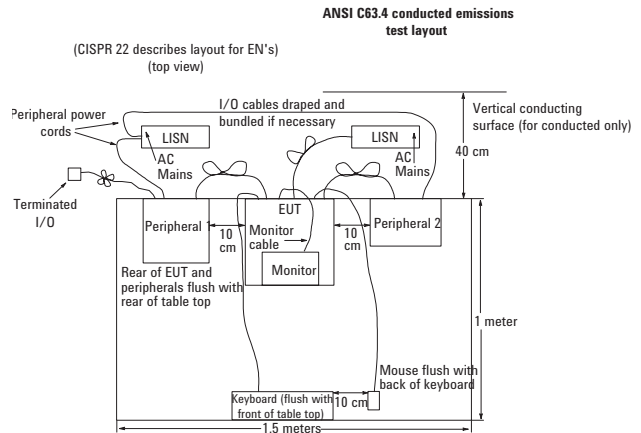 ANSI C63.4 conducted emissions
test layout
(CISPR 22 describes layout for EN's)
(top view)
Peripheral power
cords
LISN
AC
Mains
I/O cables draped and
bundled if necessary
LISN
AC
Mains
Vertical conducting
surface (for conducted only)
40 cm
Terminated
I/O
Peripheral 1
10
cm
EUT
Monitor
cable
Monitor
10
cm
Peripheral 2
Rear of EUT and
peripherals flush with
rear of table top
1 meter
Mouse flush with
back of keyboard
Keyboard (flush with
front of table top)
10 cm
1.5 meters